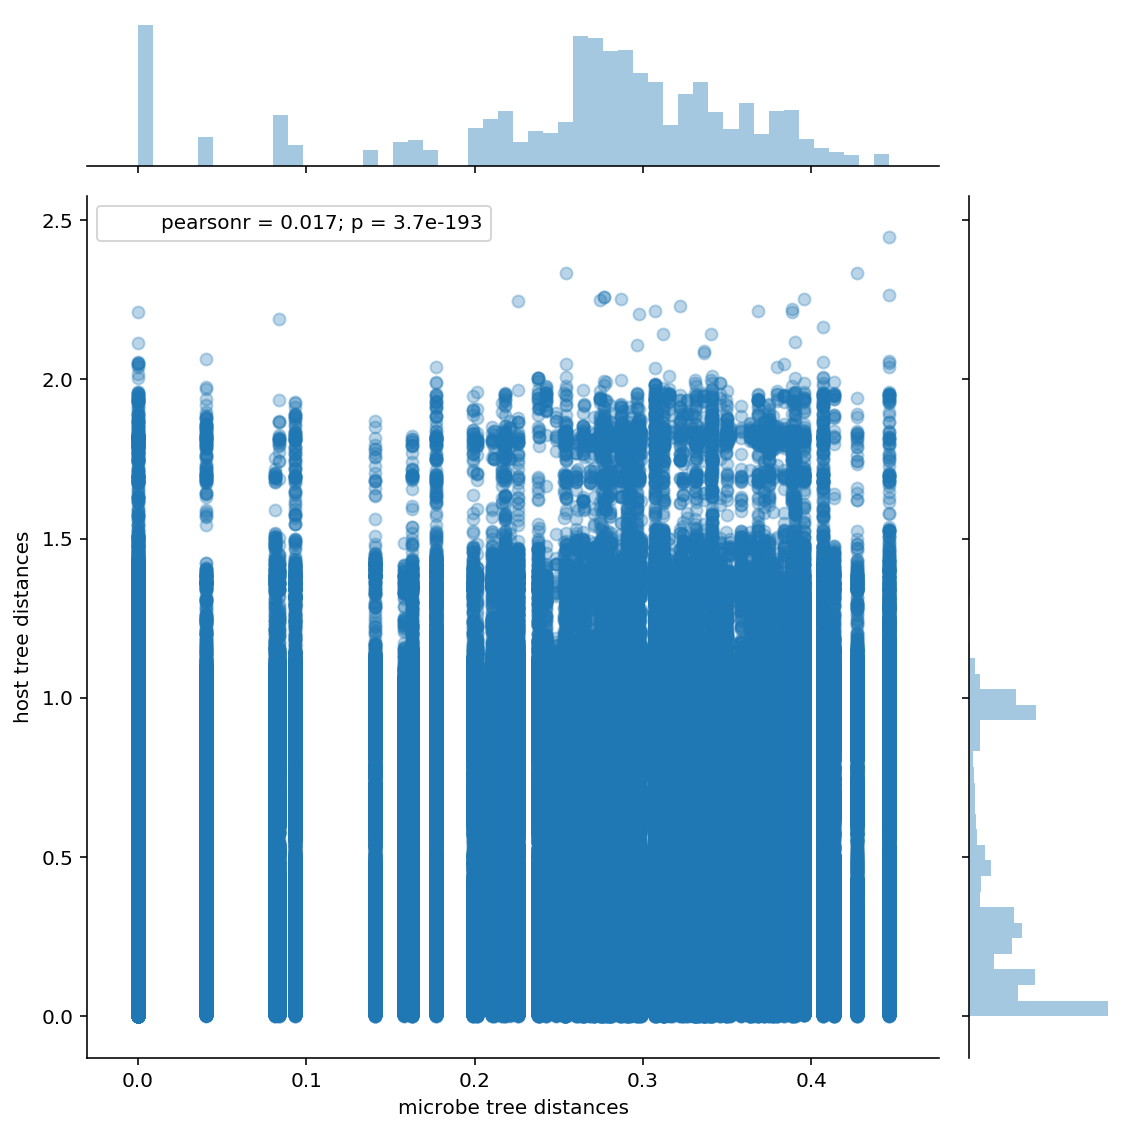 pearsonr = 0.017; p = 3.7e-193
2.5
2.0
1.5
1.0
0.5
0.0
host tree distances
0.0 0.1 0.2 0.3 0.4
microbe tree distances